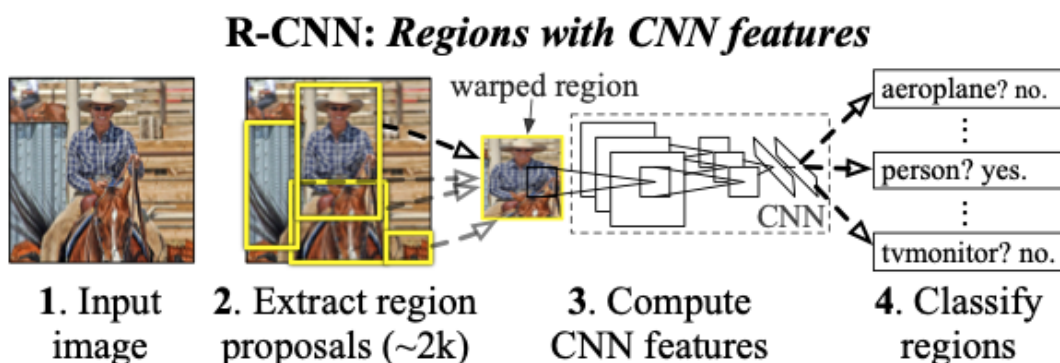 R-CNN: Regions with CNN features
warped region
aeroplane? no.
⋮
person? yes.
⋮
tvmonitor? no.
CNN
1. Input
image
2. Extract region
proposals (~2k)
3. Compute
CNN features
4. Classify
regions